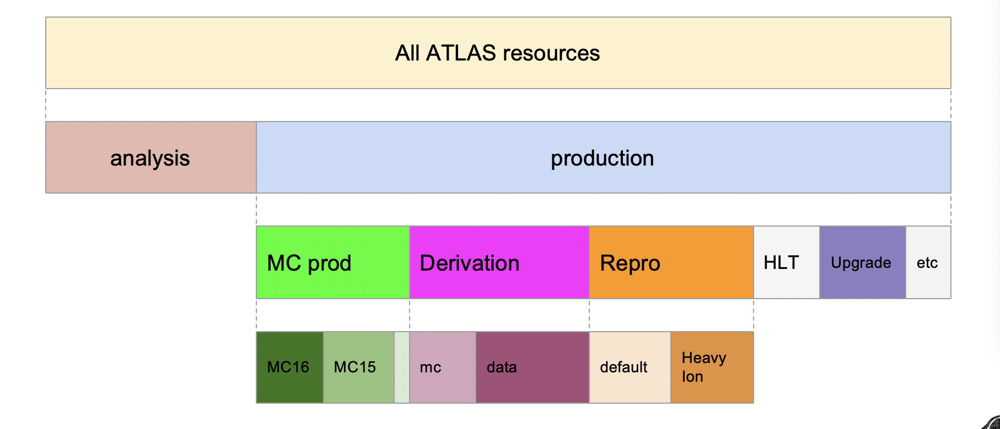 All ATLAS resources
analysis
production
MC prod
Derivation
Repro
HLT
Upgrade
etc
MC16
MC15
mc
data
default
Heavy
Ion